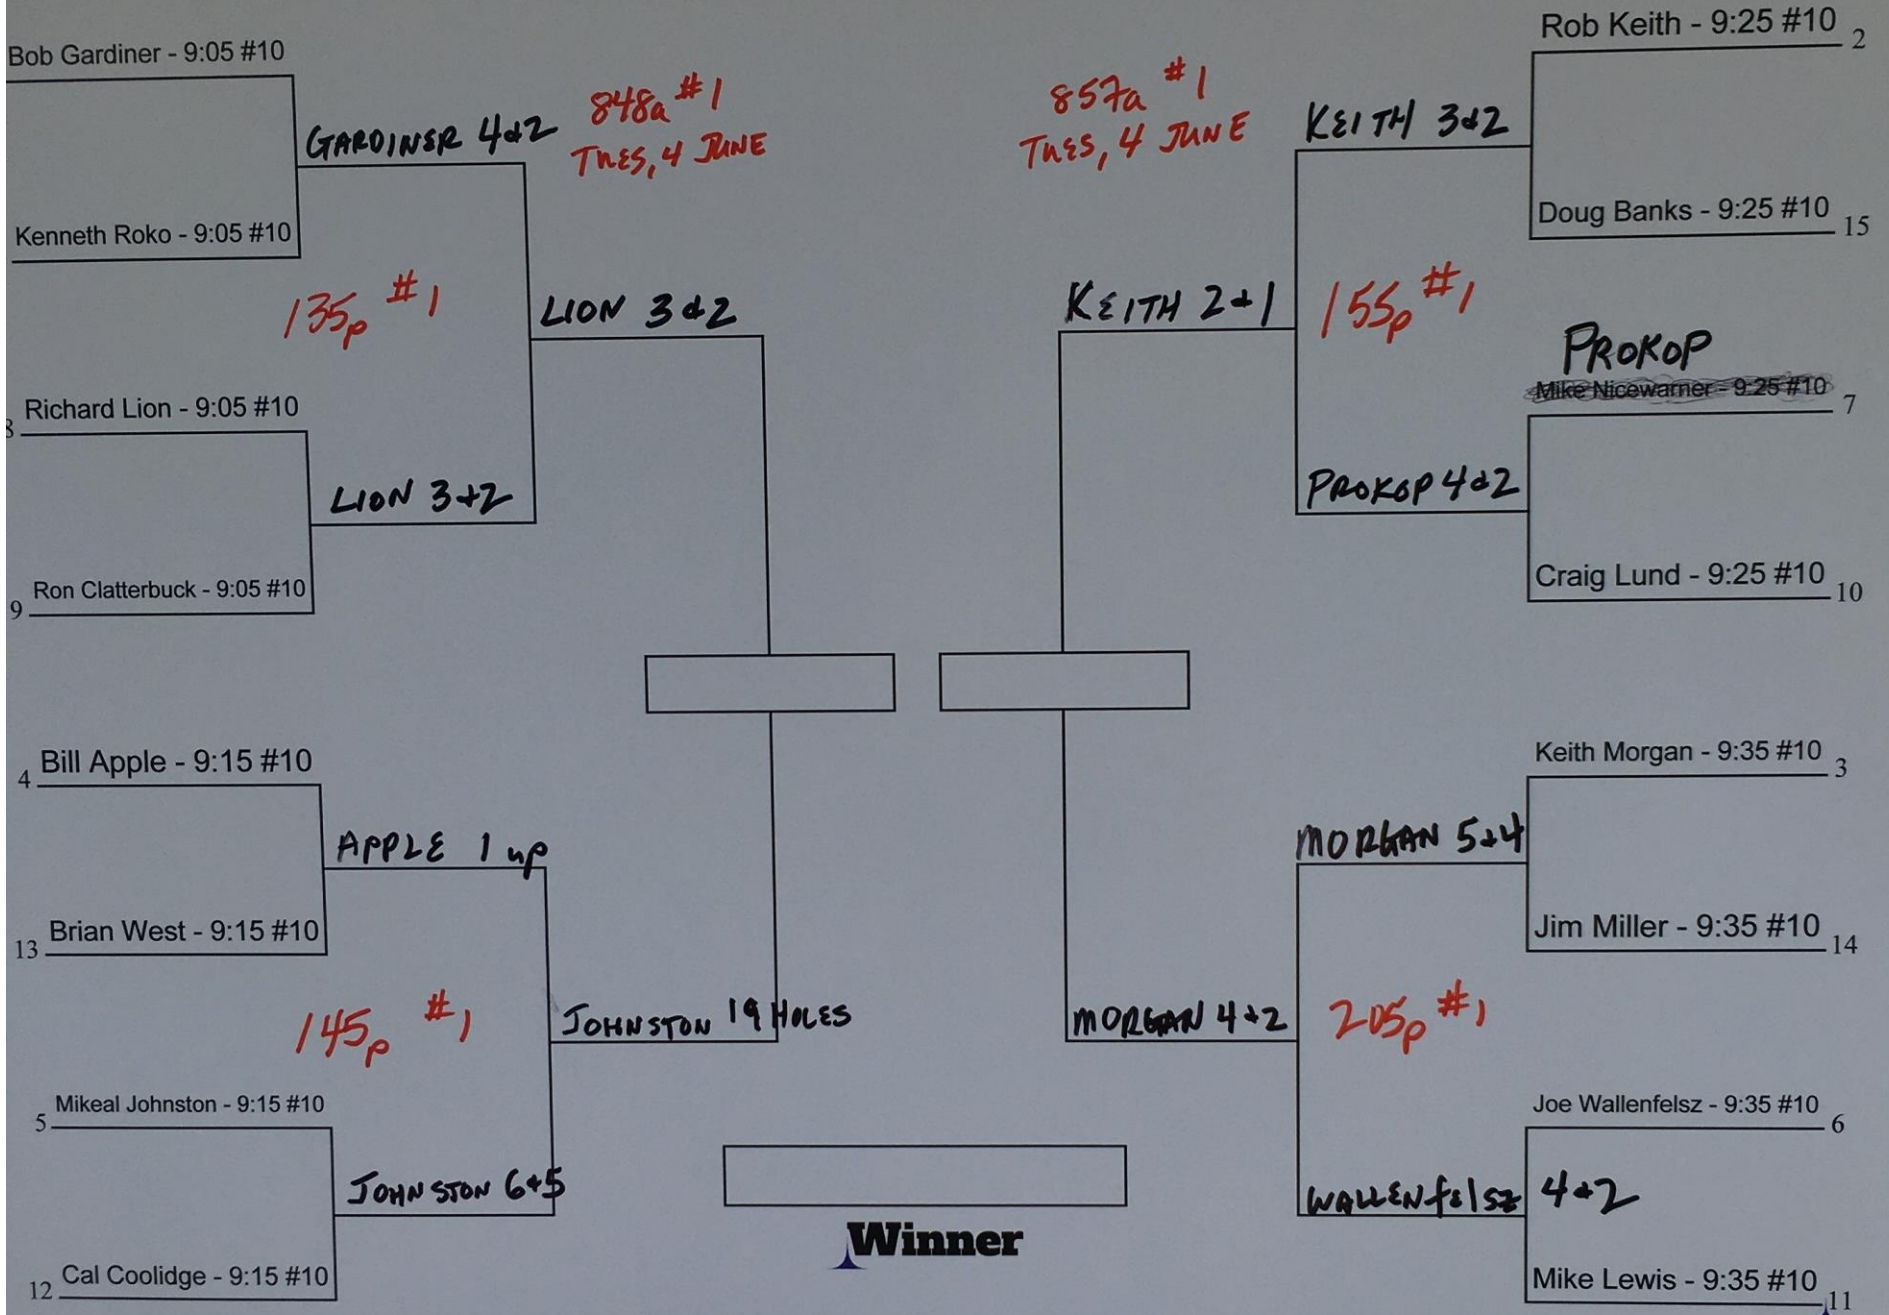 Bob Gardiner - 9:05 #10
GARDINER 4&2
848a #1
TUES, 4 JUNE
Kenneth Roko - 9:05 #10
135p #1
LION 3&2
Richard Lion - 9:05 #10
8
LION 3+2
Ron Clatterbuck - 9:05 #10
9
Bill Apple - 9:15 #10
4
APPLE 1 up
Brian West - 9:15 #10
13
145p #1
JOHNSTON 19 HOLES
Mikeal Johnston - 9:15 #10
5
JOHNSTON 6+5
Cal Coolidge - 9:15 #10
12
Rob Keith - 9:25 #10
2
857a #1
TUES, 4 JUNE
KEITH 3&2
Doug Banks - 9:25 #10
15
KEITH 2+1
155p #1
PROKOP
Mike Nicewarner - 9:25 #10
7
PROKOP 4&2
Craig Lund - 9:25 #10
10
Keith Morgan - 9:35 #10
3
MORGAN 5+4
Jim Miller - 9:35 #10
14
MORGAN 4+2
205p #1
Joe Wallenfelsz - 9:35 #10
6
WALLENfElsz 4&2
Mike Lewis - 9:35 #10
11
Winner